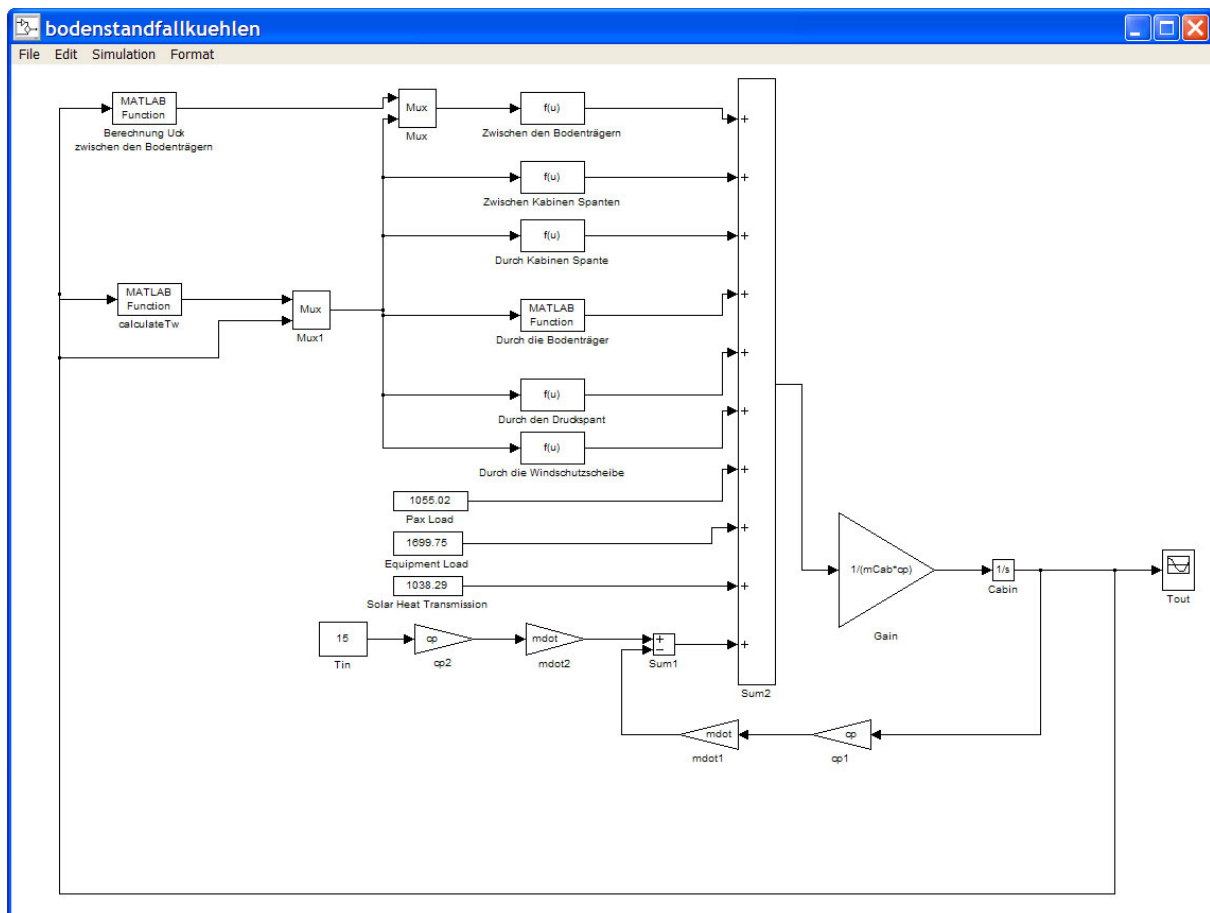 bodenstandfallkuehlen
File Edit Simulation Format
MATLAB
Function
Berechnung Uck
zwischen den Bodenträgern
Mux
Mux
f(u)
Zwischen den Bodenträgern
+
f(u)
Zwischen Kabinen Spanten
+
f(u)
Durch Kabinen Spante
+
MATLAB
Function
calculateTw
Mux
Mux1
MATLAB
Function
Durch die Bodenträger
+
f(u)
Durch den Druckspant
+
f(u)
Durch die Windschutzscheibe
+
1055.02
Pax Load
+
1699.75
Equipment Load
+
1038.29
Solar Heat Transmission
+
15
Tin
cp
cp2
mdot
mdot2
+
−
Sum1
+
Sum2
1/(mCab*cp)
Gain
1/s
Cabin
Tout
mdot
mdot1
cp
cp1